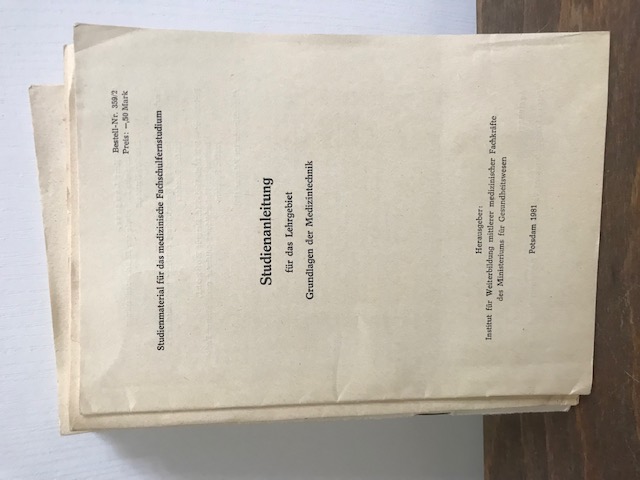 Bestell-Nr. 359/2
Preis: –,50 Mark
Studienmaterial für das medizinische Fachschulfernstudium
Studienanleitung
für das Lehrgebiet
Grundlagen der Medizintechnik
Herausgeber:
Institut für Weiterbildung mittlerer medizinischer Fachkräfte
des Ministeriums für Gesundheitswesen
Potsdam 1981